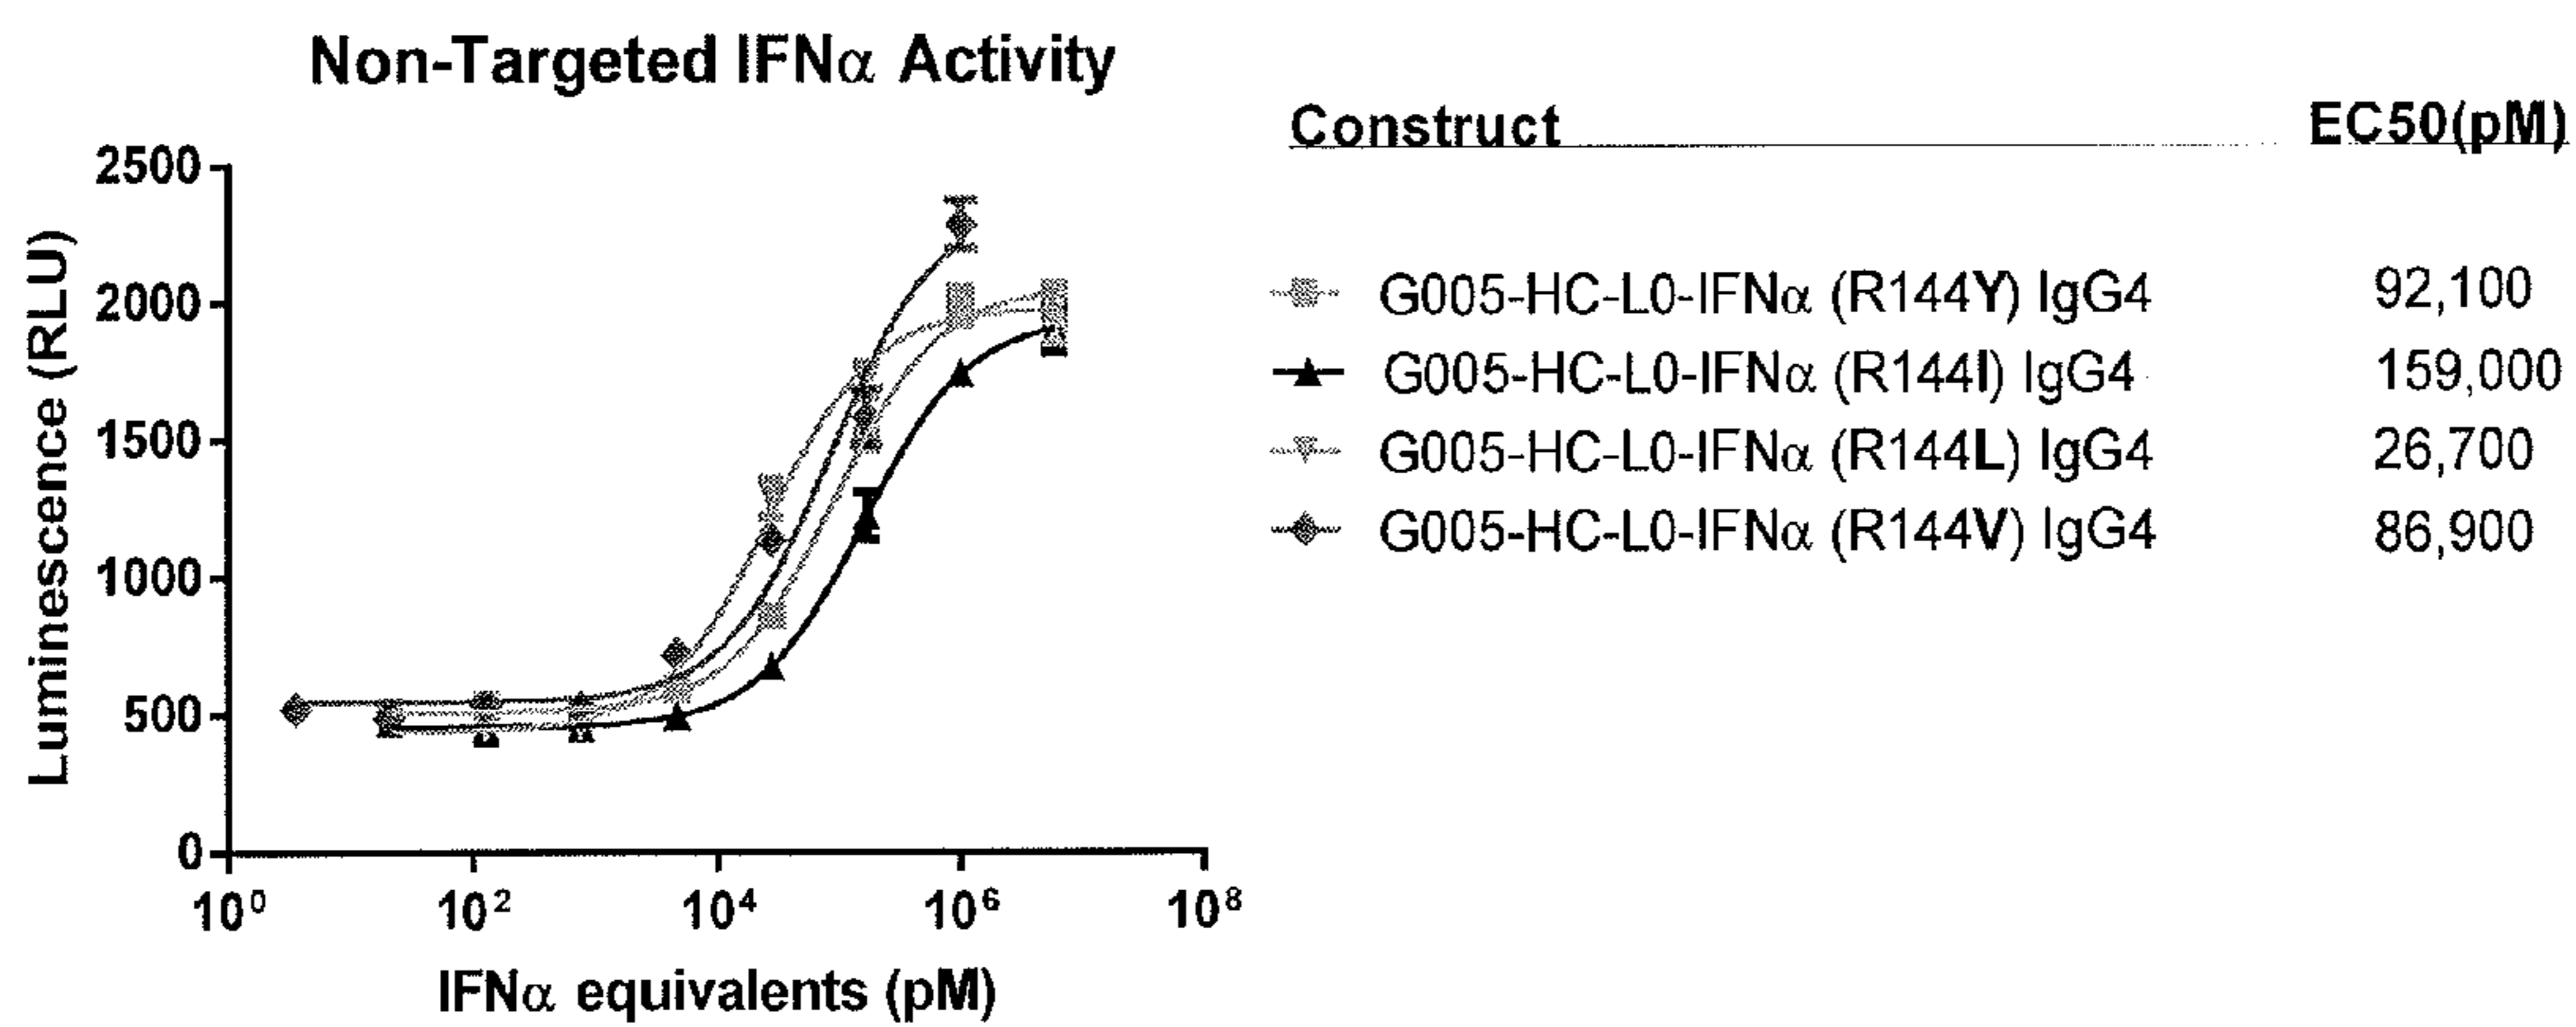 Non-Targeted IFNα Activity
Construct EC50(pM)
G005-HC-L0-IFNα (R144Y) IgG4 92,100
G005-HC-L0-IFNα (R144I) IgG4 159,000
G005-HC-L0-IFNα (R144L) IgG4 26,700
G005-HC-L0-IFNα (R144V) IgG4 86,900
Luminescence (RLU)
2500
2000
1500
1000
500
0
10⁰ 10² 10⁴ 10⁶ 10⁸
IFNα equivalents (pM)